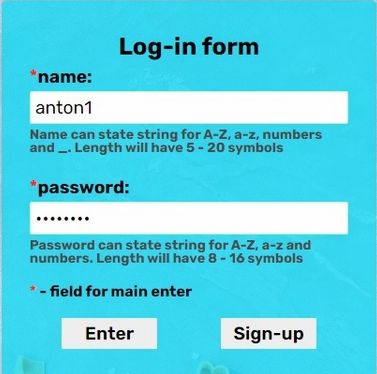 Log-in form
*name:
anton1
Name can state string for A-Z, a-z, numbers
and _. Length will have 5 - 20 symbols
*password:
••••••••
Password can state string for A-Z, a-z and
numbers. Length will have 8 - 16 symbols
* - field for main enter
Enter Sign-up